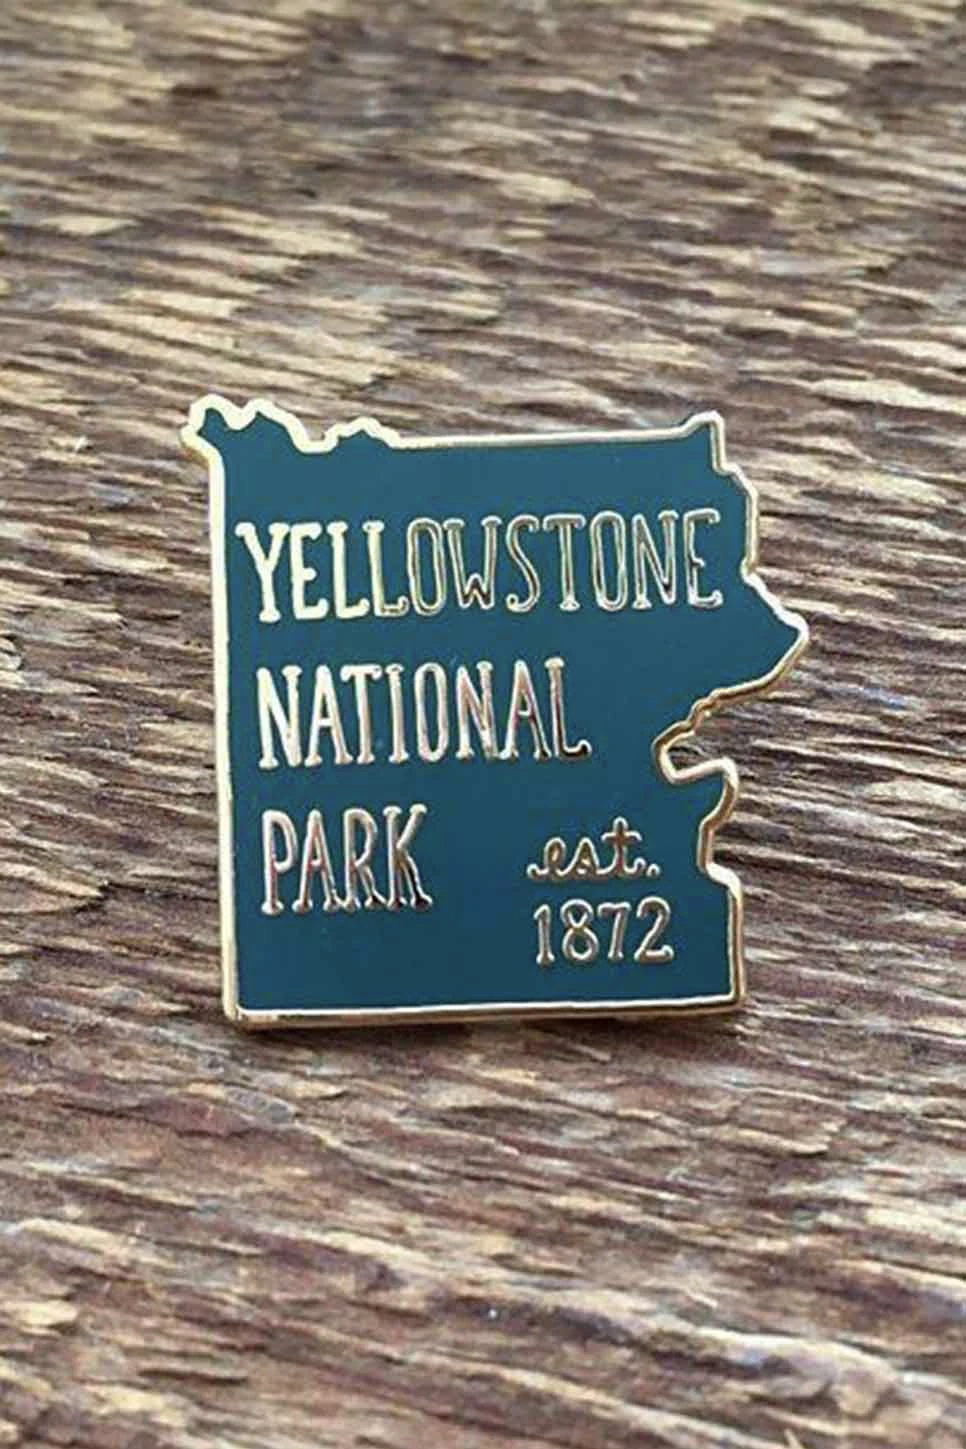 YELLOWSTONE
NATIONAL
PARK
est.
1872